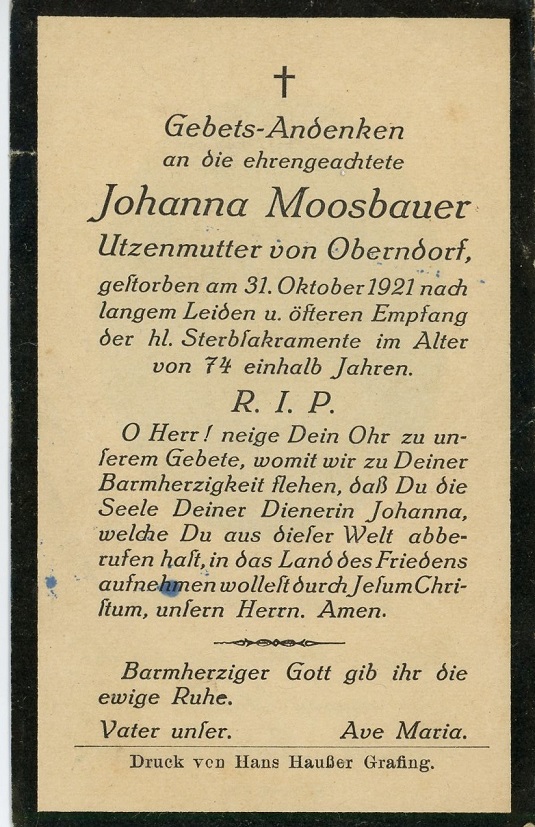 Gebets-Andenken
an die ehrengeachtete
Johanna Moosbauer
Utzenmutter von Oberndorf,
geſtorben am 31. Oktober 1921 nach
langem Leiden u. öfteren Empfang
der hl. Sterbſakramente im Alter
von 74 einhalb Jahren.
R. I. P.
O Herr! neige Dein Ohr zu un-
ſerem Gebete, womit wir zu Deiner
Barmherzigkeit flehen, daß Du die
Seele Deiner Dienerin Johanna,
welche Du aus dieſer Welt abbe-
rufen haſt, in das Land des Friedens
aufnehmen wolleſt durch Jeſum Chri-
ſtum, unſern Herrn. Amen.
Barmherziger Gott gib ihr die
ewige Ruhe.
Vater unſer. Ave Maria.
Druck von Hans Haußer Grafing.